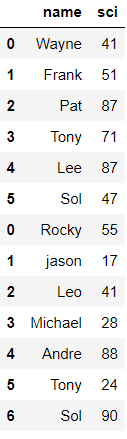 name sci
0 Wayne 41
1 Frank 51
2 Pat 87
3 Tony 71
4 Lee 87
5 Sol 47
0 Rocky 55
1 jason 17
2 Leo 41
3 Michael 28
4 Andre 88
5 Tony 24
6 Sol 90